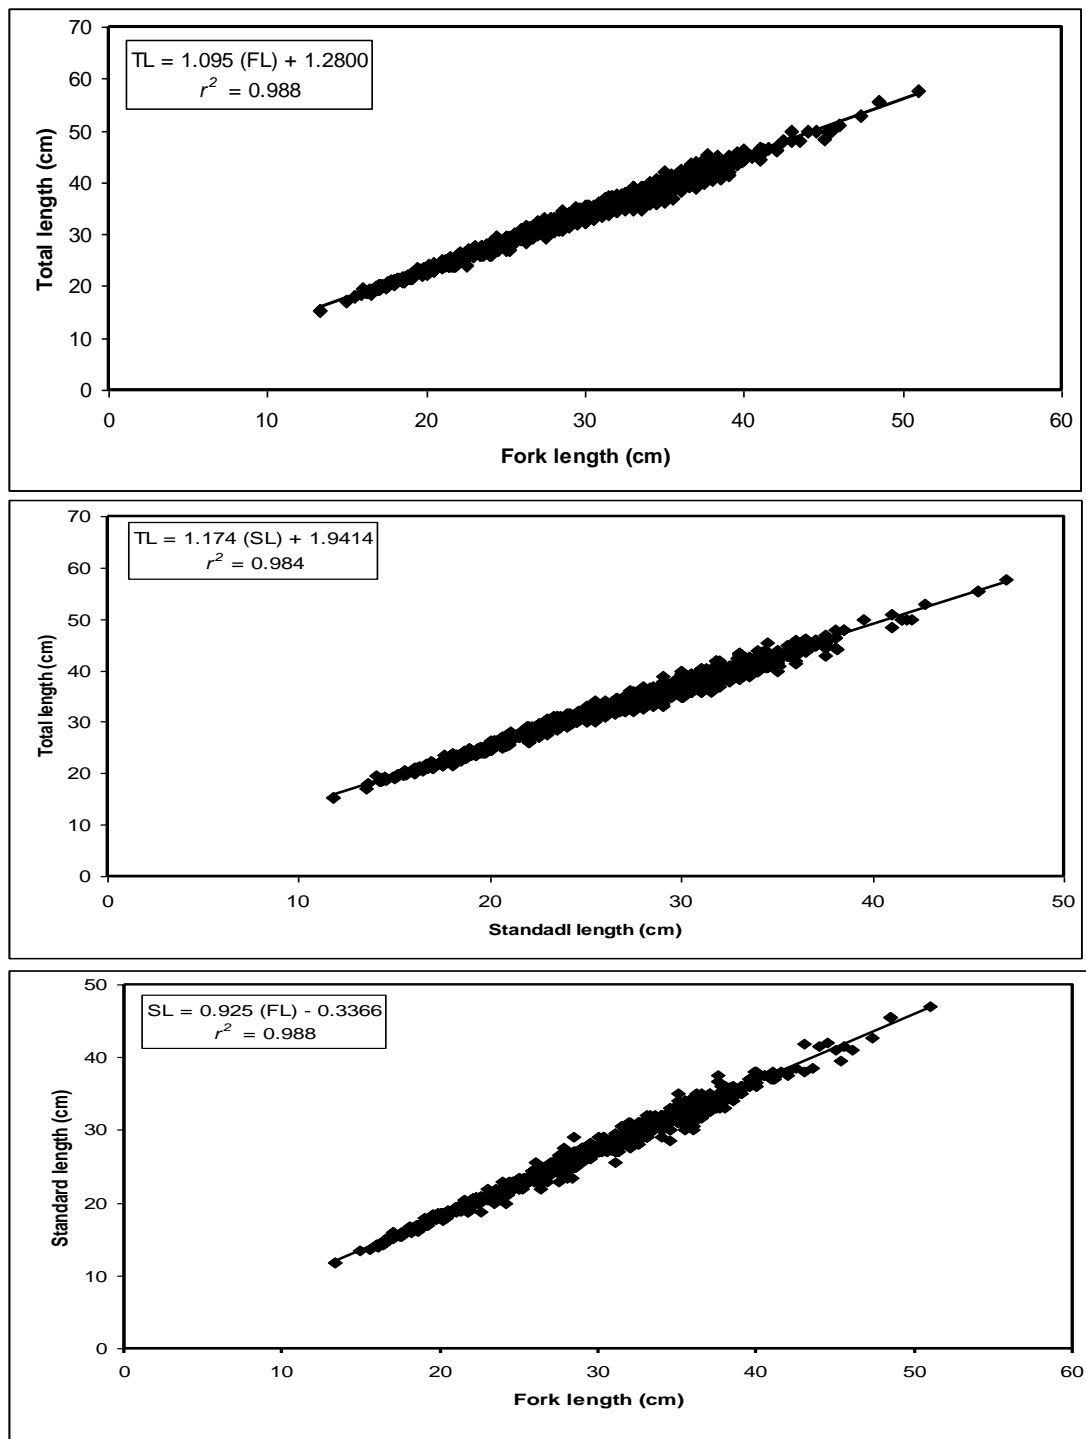 70
TL = 1.095 (FL) + 1.2800
r² = 0.988
60
50
40
30
20
10
0
Total length (cm)
0 10 20 30 40 50 60
Fork length (cm)
70
TL = 1.174 (SL) + 1.9414
r² = 0.984
60
50
40
30
20
10
0
Total length (cm)
0 10 20 30 40 50
Standadl length (cm)
50
SL = 0.925 (FL) - 0.3366
r² = 0.988
40
30
20
10
0
Standard length (cm)
0 10 20 30 40 50 60
Fork length (cm)